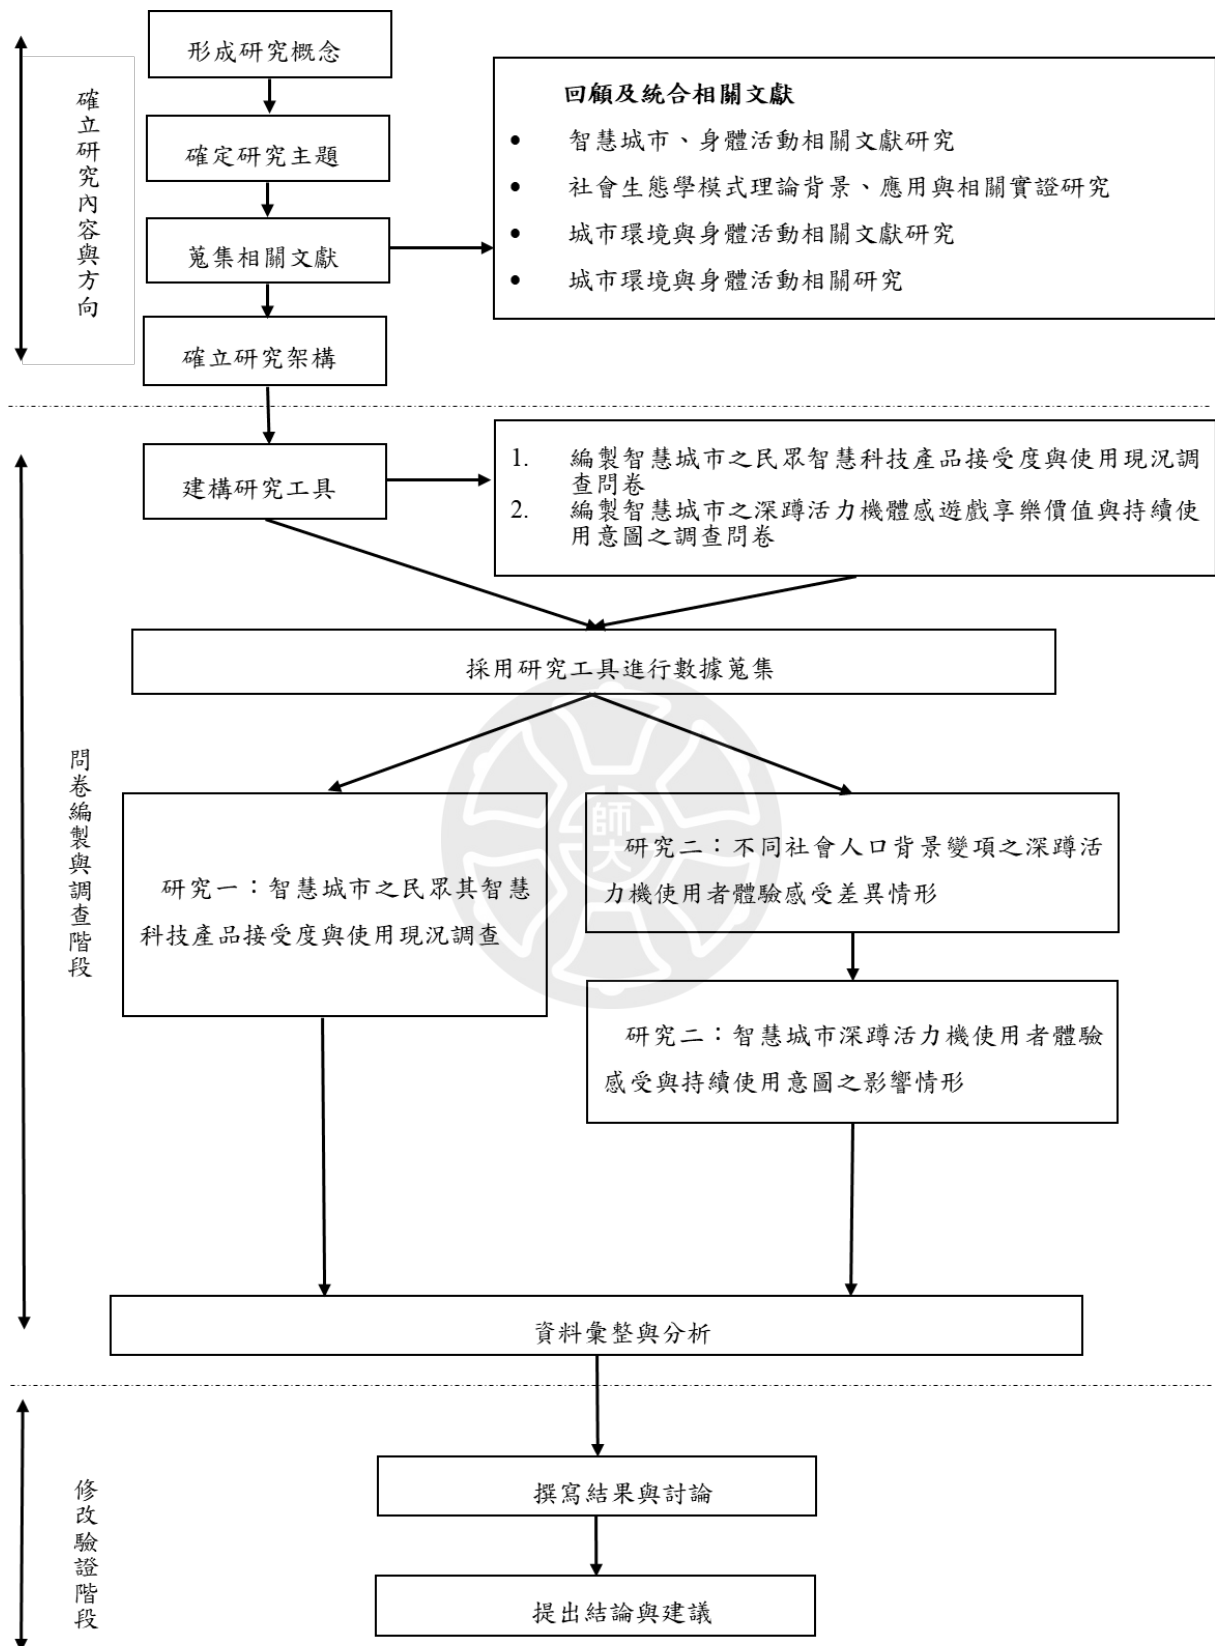 形成研究概念
確定研究主題
蒐集相關文獻
確立研究架構
確立研究內容與方向
回顧及統合相關文獻
• 智慧城市、身體活動相關文獻研究
• 社會生態學模式理論背景、應用與相關實證研究
• 城市環境與身體活動相關文獻研究
• 城市環境與身體活動相關研究
建構研究工具
1. 編製智慧城市之民眾智慧科技產品接受度與使用現況調
查問卷
2. 編製智慧城市之深蹲活力機體感遊戲享樂價值與持續使
用意圖之調查問卷
採用研究工具進行數據蒐集
問卷編製與調查階段
師大
研究一：智慧城市之民眾其智慧
科技產品接受度與使用現況調查
研究二：不同社會人口背景變項之深蹲活
力機使用者體驗感受差異情形
研究二：智慧城市深蹲活力機使用者體驗
感受與持續使用意圖之影響情形
資料彙整與分析
修改驗證階段
撰寫結果與討論
提出結論與建議